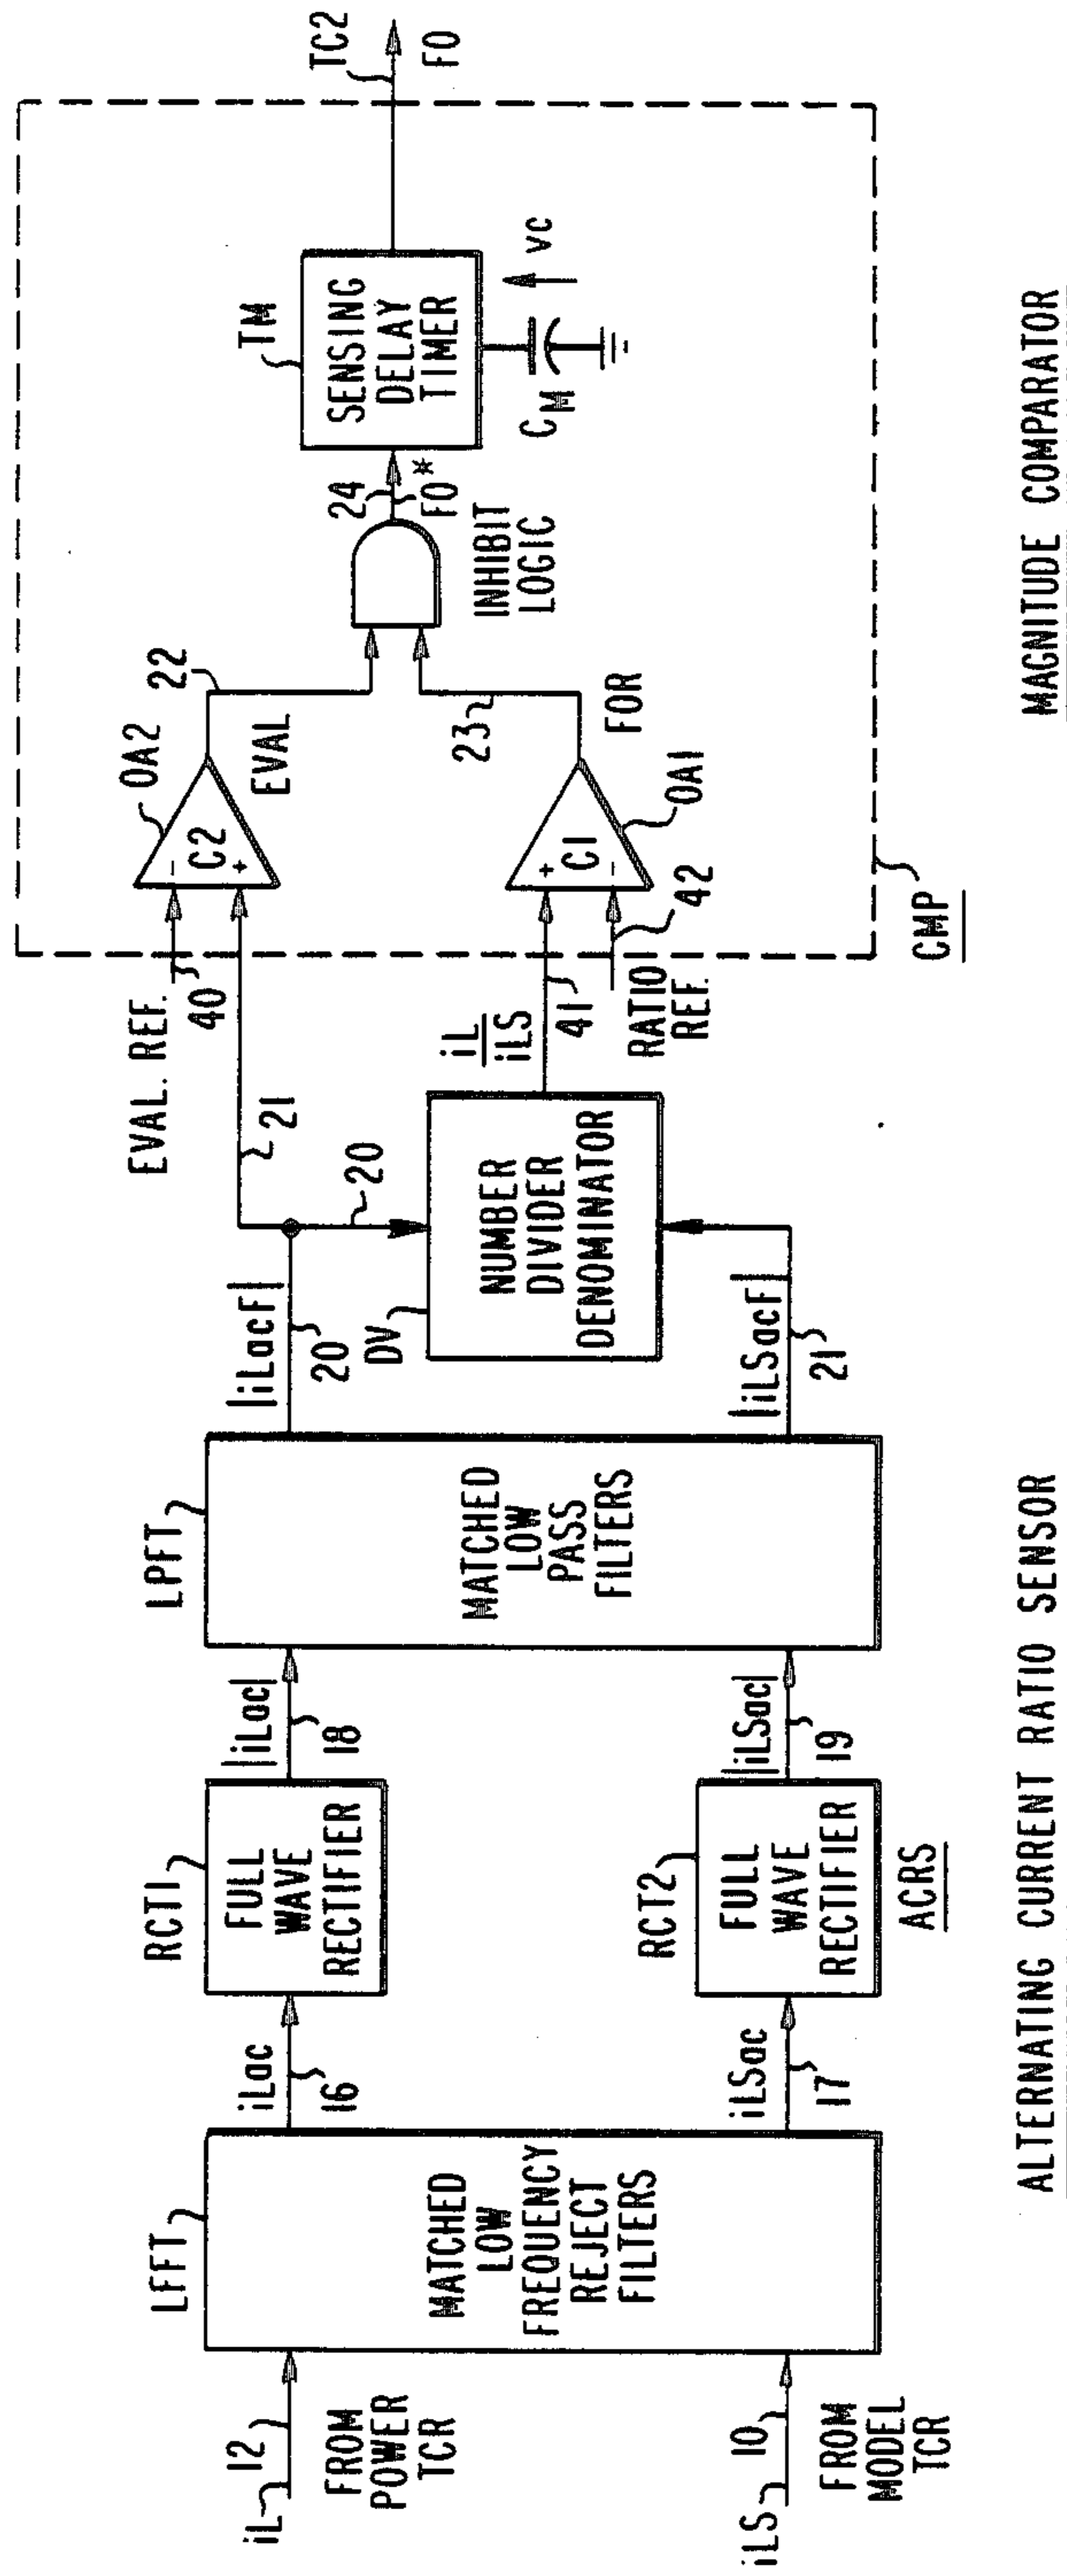 iL
12
FROM
POWER
TCR
iLS
10
FROM
MODEL
TCR
LFFT
MATCHED
LOW
FREQUENCY
REJECT
FILTERS
iLac
16
iLSac
17
RCT1
FULL
WAVE
RECTIFIER
RCT2
FULL
WAVE
RECTIFIER
ACRS
|iLac|
18
|iLSac|
19
LPFT
MATCHED
LOW
PASS
FILTERS
|iLacF|
20
|iLSacF|
21
DV
NUMBER
DIVIDER
DENOMINATOR
20
21
EVAL. REF.
40
iL
iLS
41
RATIO
REF.
42
OA2
-
C2
+
EVAL
22
+
C1
-
OA1
FOR
23
INHIBIT
LOGIC
24
FO*
TM
SENSING
DELAY
TIMER
CM
vc
TC2
FO
CMP
ALTERNATING CURRENT RATIO SENSOR
MAGNITUDE COMPARATOR